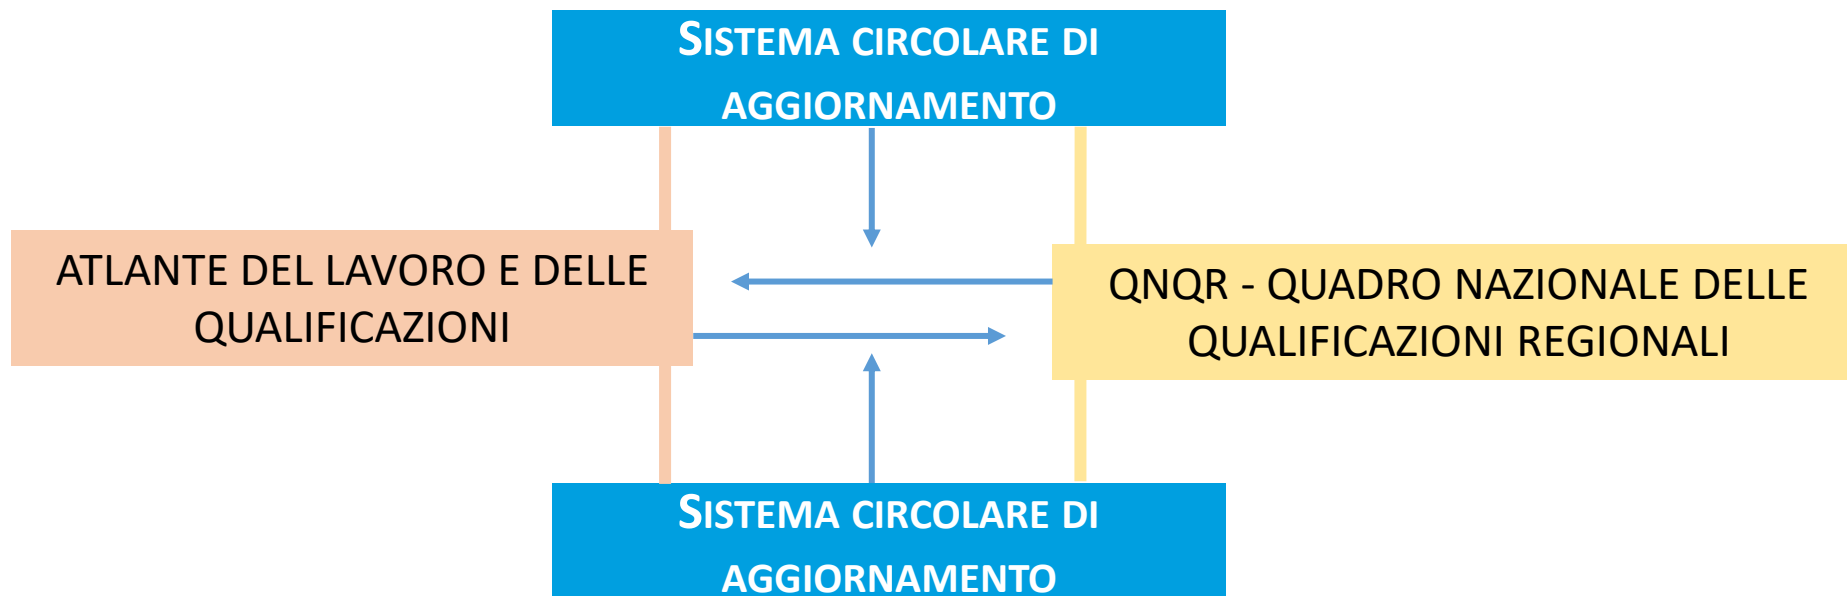 SISTEMA CIRCOLARE DI
AGGIORNAMENTO
ATLANTE DEL LAVORO E DELLE
QUALIFICAZIONI
QNQR - QUADRO NAZIONALE DELLE
QUALIFICAZIONI REGIONALI
SISTEMA CIRCOLARE DI
AGGIORNAMENTO